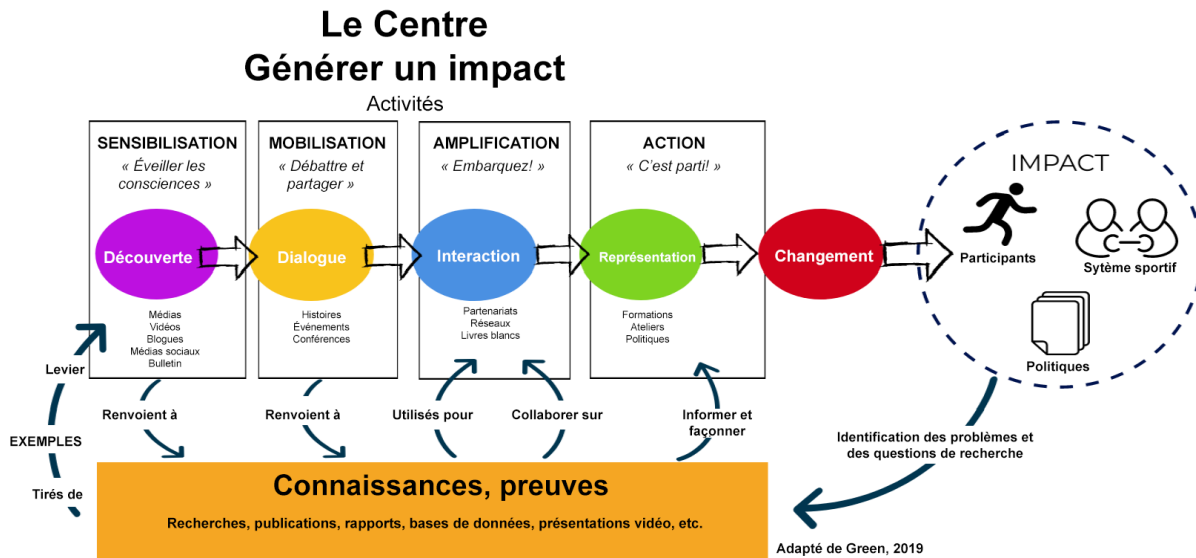 Le Centre
Générer un impact
Activités
SENSIBILISATION
« Éveiller les
consciences »
Découverte
Médias
Vidéos
Blogues
Médias sociaux
Bulletin
MOBILISATION
« Débattre et
partager »
Dialogue
Histoires
Événements
Conférences
AMPLIFICATION
« Embarquez! »
Interaction
Partenariats
Réseaux
Livres blancs
ACTION
« C'est parti! »
Représentation
Formations
Ateliers
Politiques
Changement
IMPACT
Participants
Sytème sportif
Politiques
Levier
EXEMPLES
Tirés de
Renvoient à
Renvoient à
Utilisés pour
Collaborer sur
Informer et
façonner
Identification des problèmes et
des questions de recherche
Connaissances, preuves
Recherches, publications, rapports, bases de données, présentations vidéo, etc.
Adapté de Green, 2019